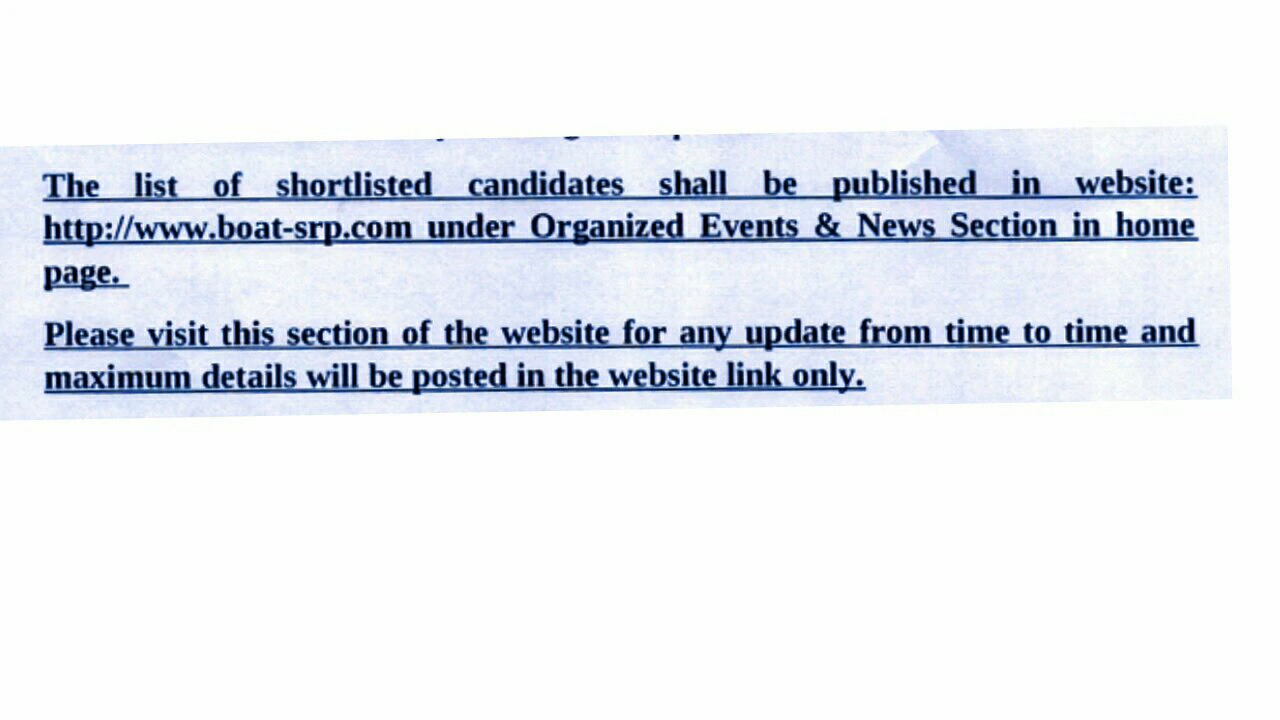 The list of shortlisted candidates shall be published in website:
http://www.boat-srp.com under Organized Events & News Section in home
page.
Please visit this section of the website for any update from time to time and
maximum details will be posted in the website link only.